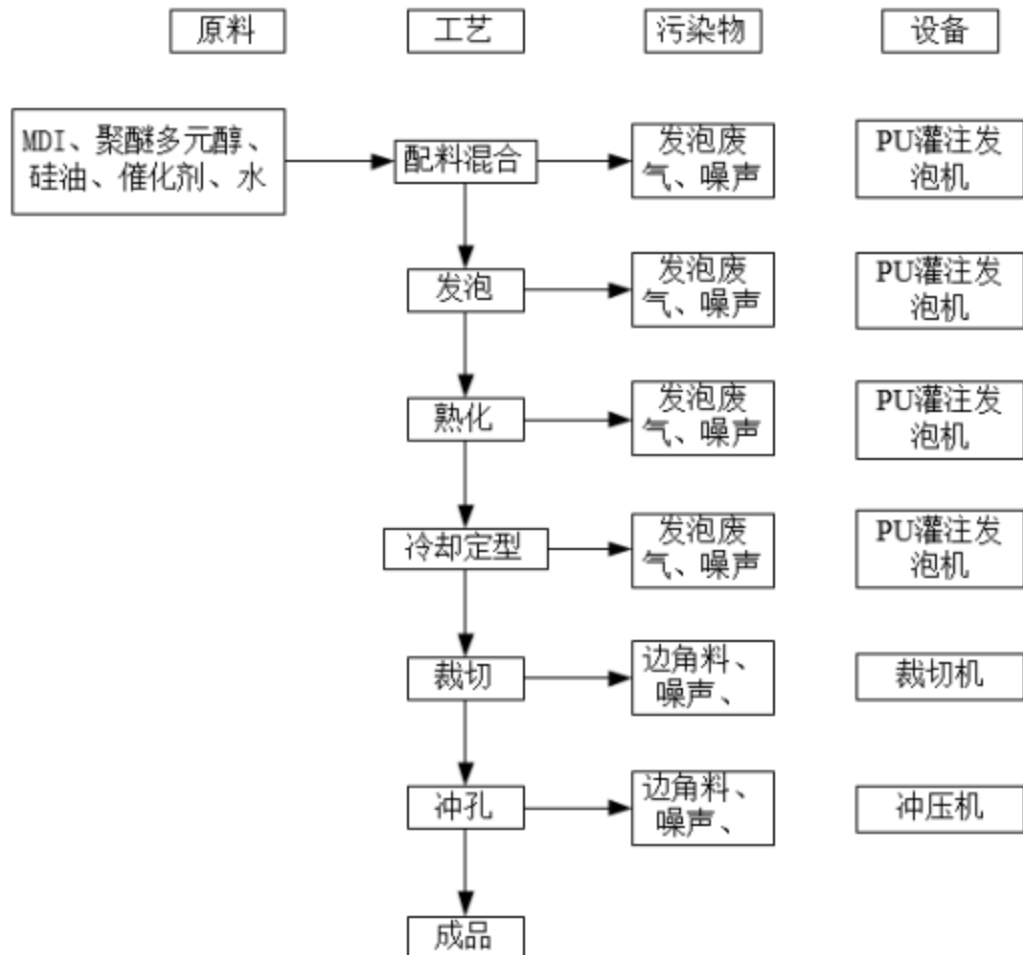 原料 工艺 污染物 设备
MDI、聚醚多元醇、
硅油、催化剂、水
配料混合
发泡废
气、噪声
PU灌注发
泡机
发泡
发泡废
气、噪声
PU灌注发
泡机
熟化
发泡废
气、噪声
PU灌注发
泡机
冷却定型
发泡废
气、噪声
PU灌注发
泡机
裁切
边角料、
噪声、
裁切机
冲孔
边角料、
噪声、
冲压机
成品